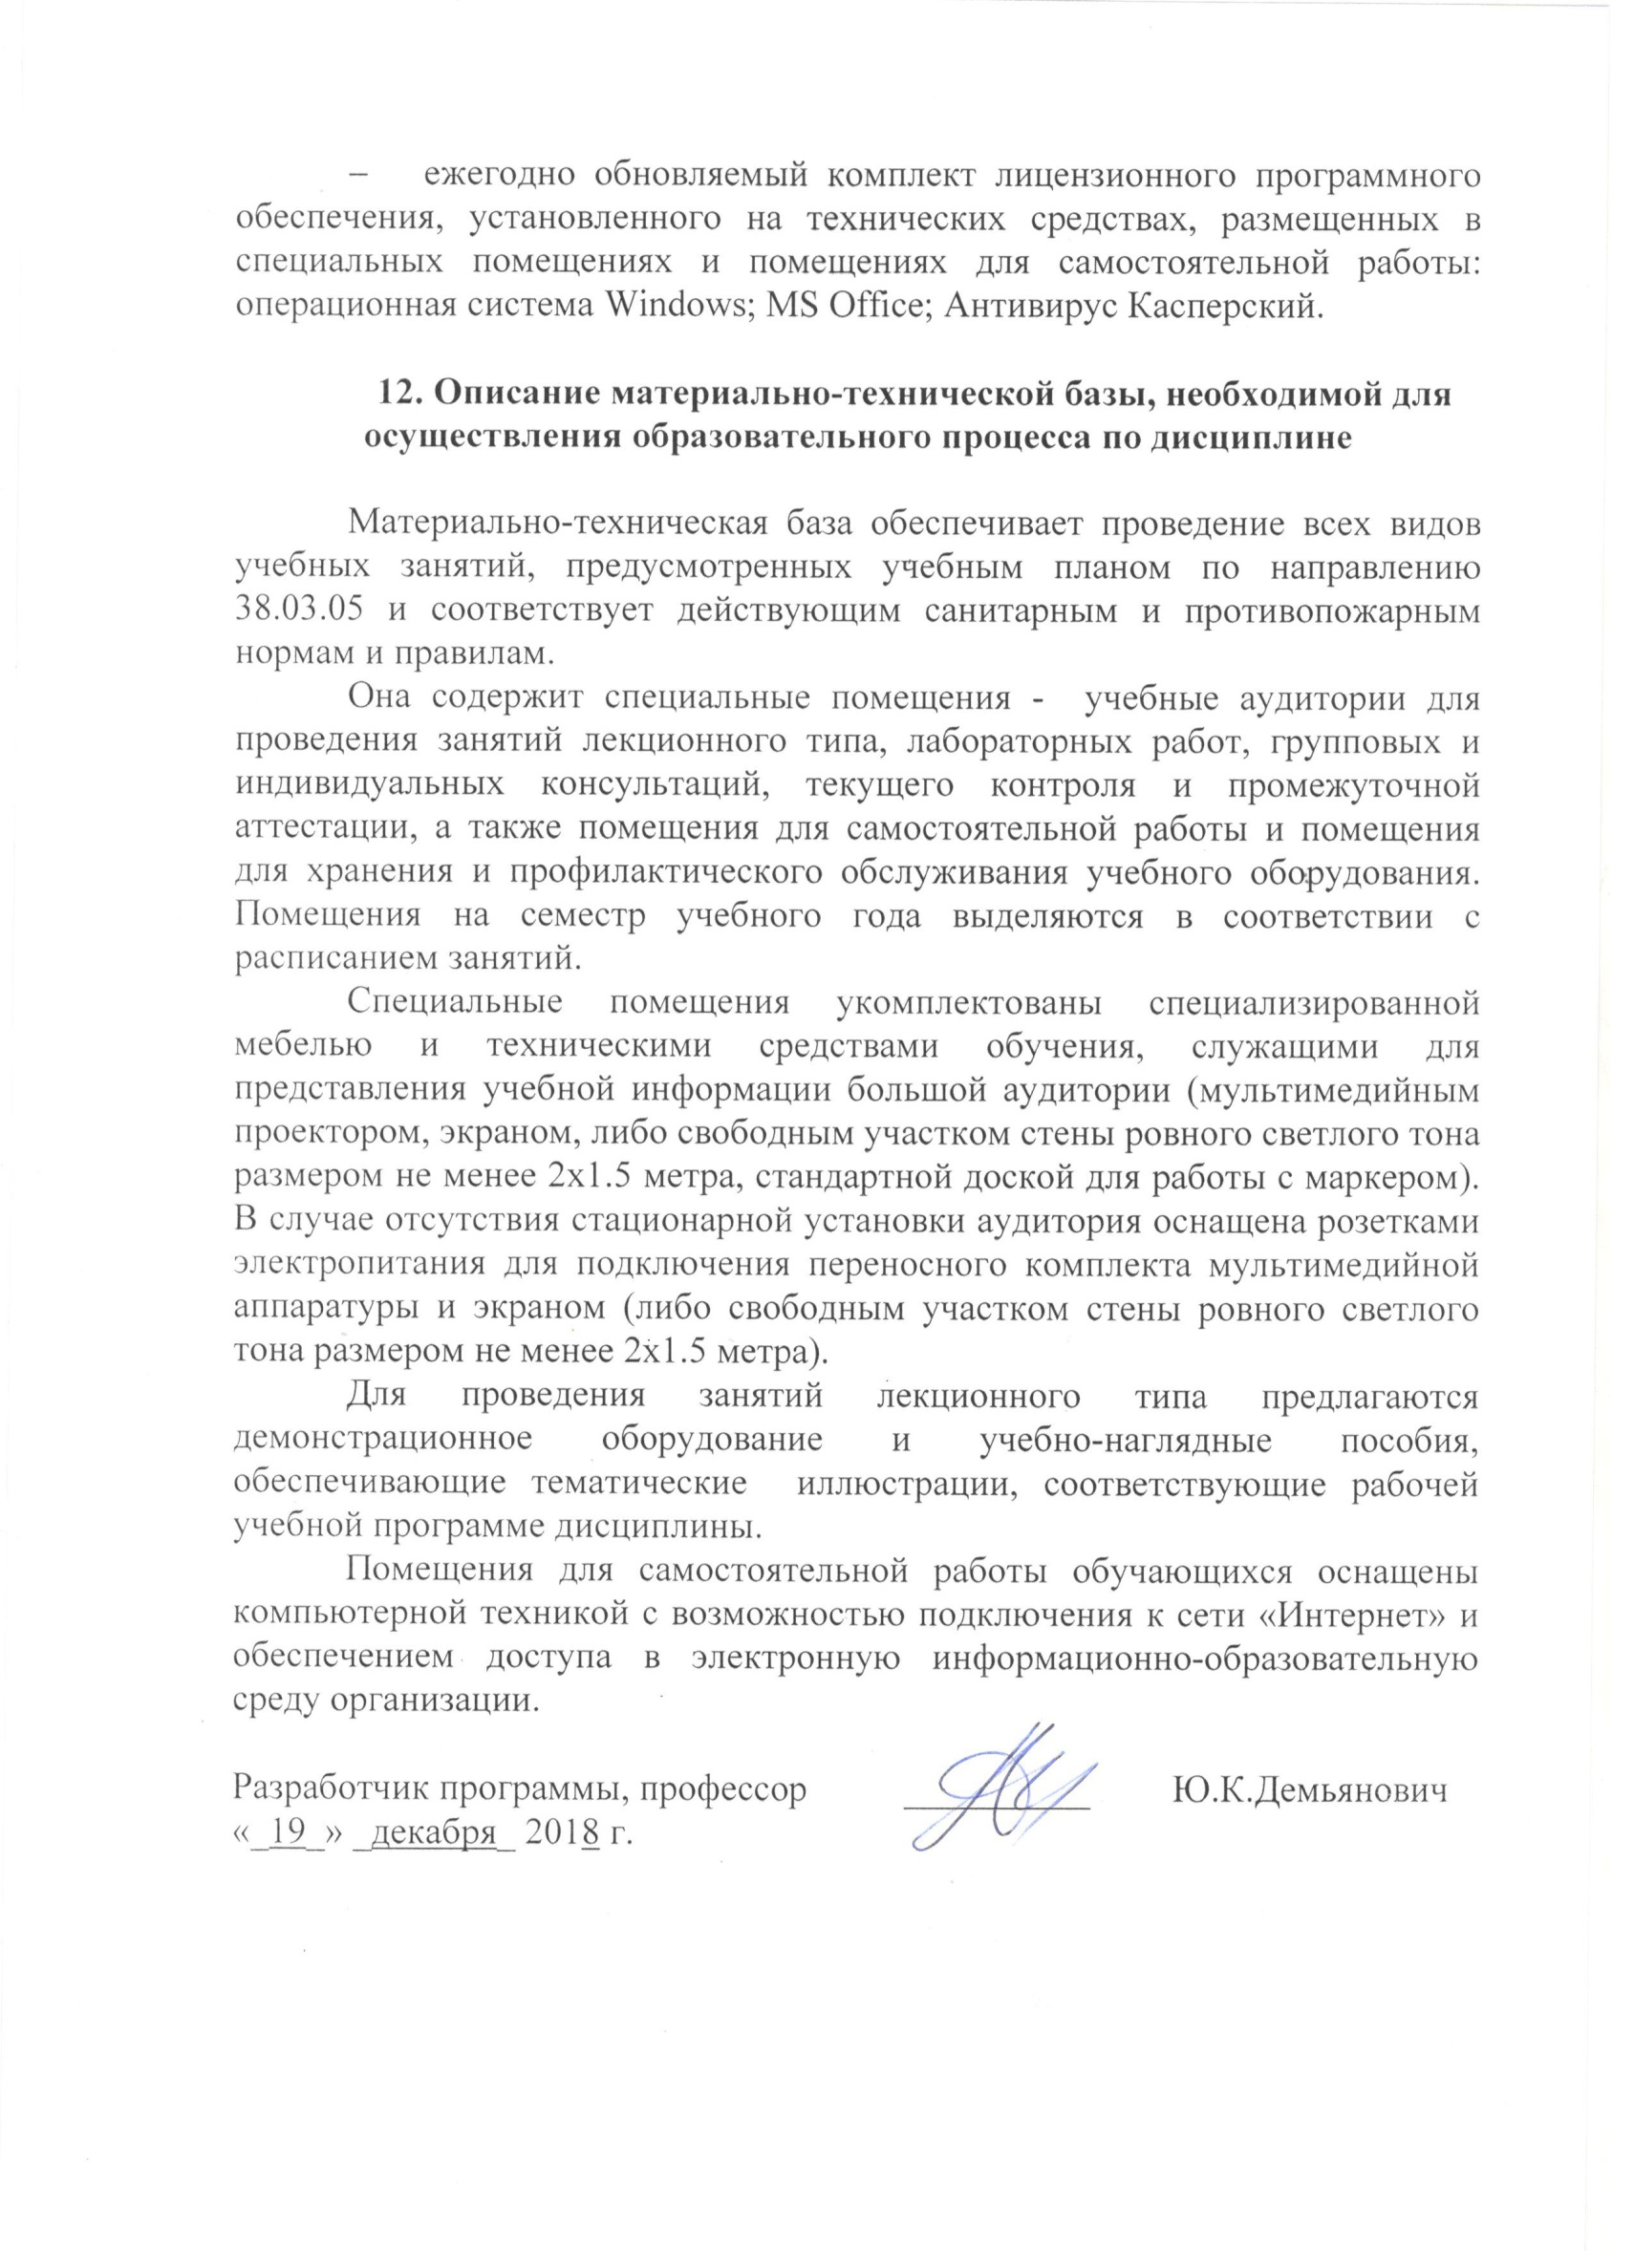 – ежегодно обновляемый комплект лицензионного программного
обеспечения, установленного на технических средствах, размещенных в
специальных помещениях и помещениях для самостоятельной работы:
операционная система Windows; MS Office; Антивирус Касперский.
12. Описание материально-технической базы, необходимой для
осуществления образовательного процесса по дисциплине
Материально-техническая база обеспечивает проведение всех видов
учебных занятий, предусмотренных учебным планом по направлению
38.03.05 и соответствует действующим санитарным и противопожарным
нормам и правилам.
Она содержит специальные помещения - учебные аудитории для
проведения занятий лекционного типа, лабораторных работ, групповых и
индивидуальных консультаций, текущего контроля и промежуточной
аттестации, а также помещения для самостоятельной работы и помещения
для хранения и профилактического обслуживания учебного оборудования.
Помещения на семестр учебного года выделяются в соответствии с
расписанием занятий.
Специальные помещения укомплектованы специализированной
мебелью и техническими средствами обучения, служащими для
представления учебной информации большой аудитории (мультимедийным
проектором, экраном, либо свободным участком стены ровного светлого тона
размером не менее 2х1.5 метра, стандартной доской для работы с маркером).
В случае отсутствия стационарной установки аудитория оснащена розетками
электропитания для подключения переносного комплекта мультимедийной
аппаратуры и экраном (либо свободным участком стены ровного светлого
тона размером не менее 2х1.5 метра).
Для проведения занятий лекционного типа предлагаются
демонстрационное оборудование и учебно-наглядные пособия,
обеспечивающие тематические иллюстрации, соответствующие рабочей
учебной программе дисциплины.
Помещения для самостоятельной работы обучающихся оснащены
компьютерной техникой с возможностью подключения к сети «Интернет» и
обеспечением доступа в электронную информационно-образовательную
среду организации.
Разработчик программы, профессор __________ Ю.К.Демьянович
«_19_» _декабря_ 2018 г.